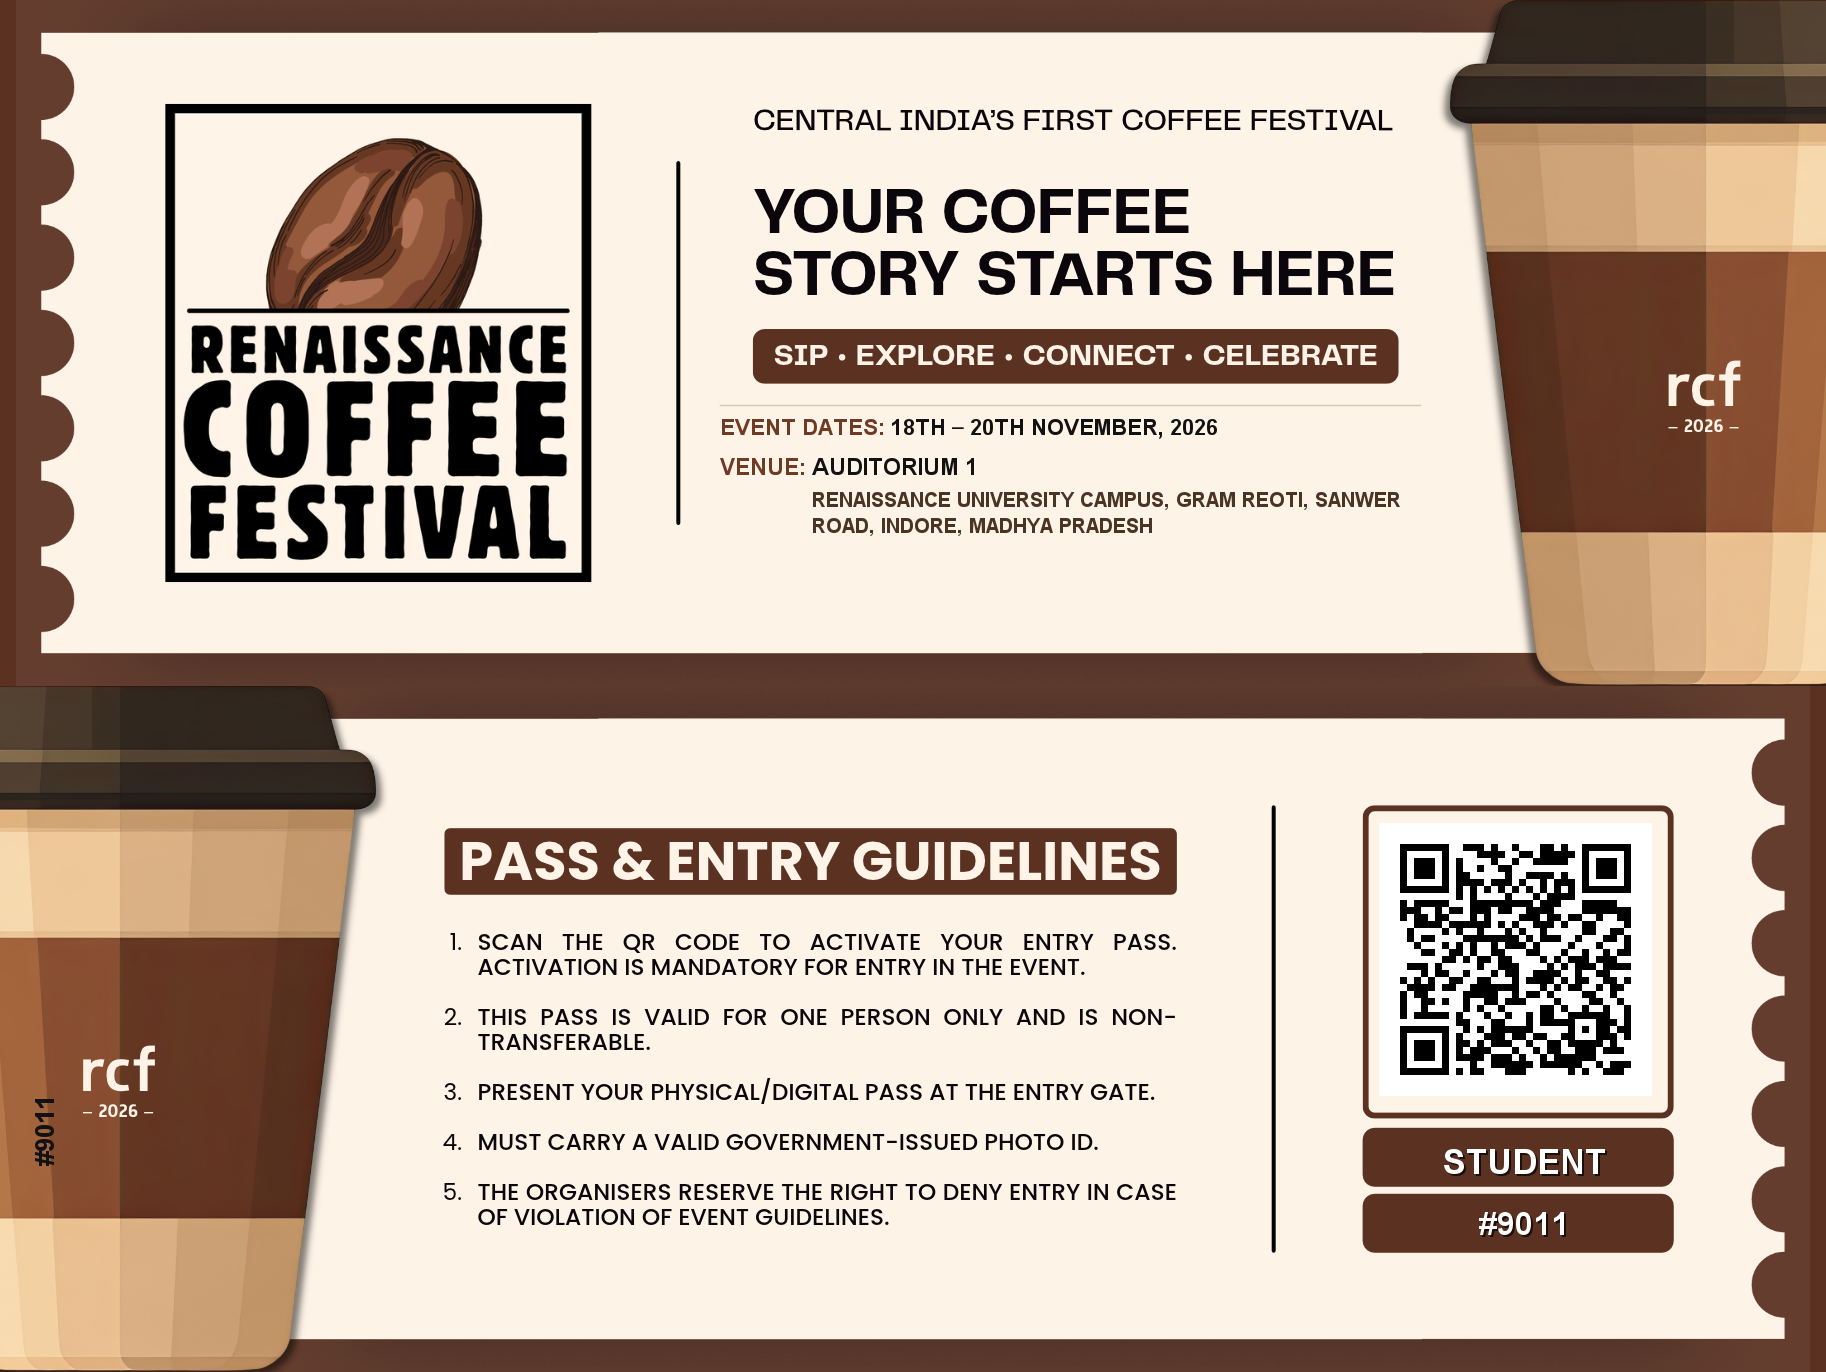 CENTRAL INDIA'S FIRST COFFEE FESTIVAL
YOUR COFFEE
STORY STARTS HERE
SIP • EXPLORE • CONNECT • CELEBRATE
EVENT DATES: 18TH – 20TH NOVEMBER, 2026
VENUE: AUDITORIUM 1
RENAISSANCE UNIVERSITY CAMPUS, GRAM REOTI, SANWER
ROAD, INDORE, MADHYA PRADESH
RENAISSANCE
COFFEE
FESTIVAL
rcf
– 2026 –
PASS & ENTRY GUIDELINES
1. SCAN THE QR CODE TO ACTIVATE YOUR ENTRY PASS.
ACTIVATION IS MANDATORY FOR ENTRY IN THE EVENT.
2. THIS PASS IS VALID FOR ONE PERSON ONLY AND IS NON-
TRANSFERABLE.
3. PRESENT YOUR PHYSICAL/DIGITAL PASS AT THE ENTRY GATE.
4. MUST CARRY A VALID GOVERNMENT-ISSUED PHOTO ID.
5. THE ORGANISERS RESERVE THE RIGHT TO DENY ENTRY IN CASE
OF VIOLATION OF EVENT GUIDELINES.
rcf
– 2026 –
#9011
STUDENT
#9011